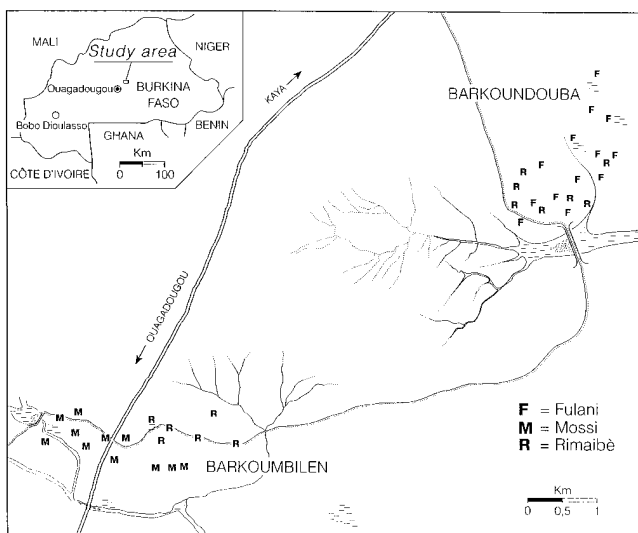 MALI
NIGER
Study area
Ouagadougou
BURKINA
FASO
Bobo Dioulasso
GHANA
BENIN
Km
0 100
CÔTE D'IVOIRE
KAYA
BARKOUNDOUBA
F
F
F
F
F
F
R
F
R
F
F
R
R
F
R
R
F
R
F
F
OUAGADOUGOU
M
M
M
M
M
M
M
M
M
M
M
R
R
R
R
R
R
BARKOUMBILEN
F = Fulani
M = Mossi
R = Rimaibè
Km
0 0,5 1